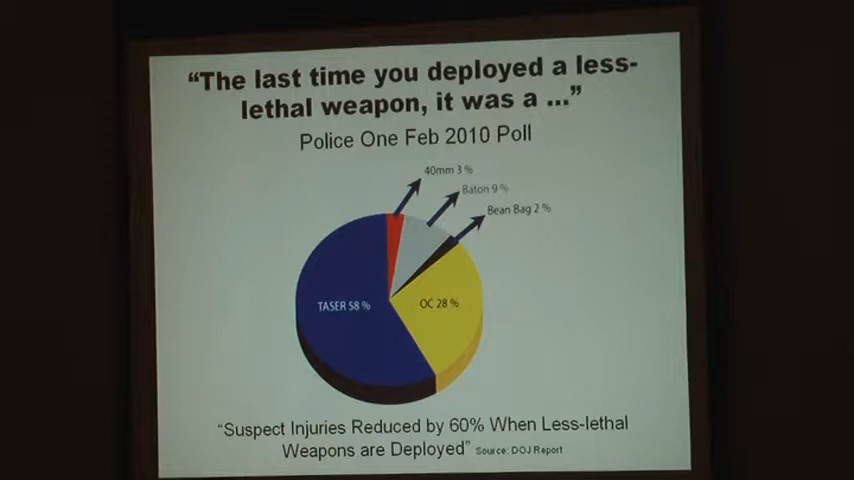 “The last time you deployed a less-
lethal weapon, it was a ...”
Police One Feb 2010 Poll
40mm 3 %
Baton 9 %
Bean Bag 2 %
TASER 58 %
OC 28 %
“Suspect Injuries Reduced by 60% When Less-lethal
Weapons are Deployed” Source: DOJ Report